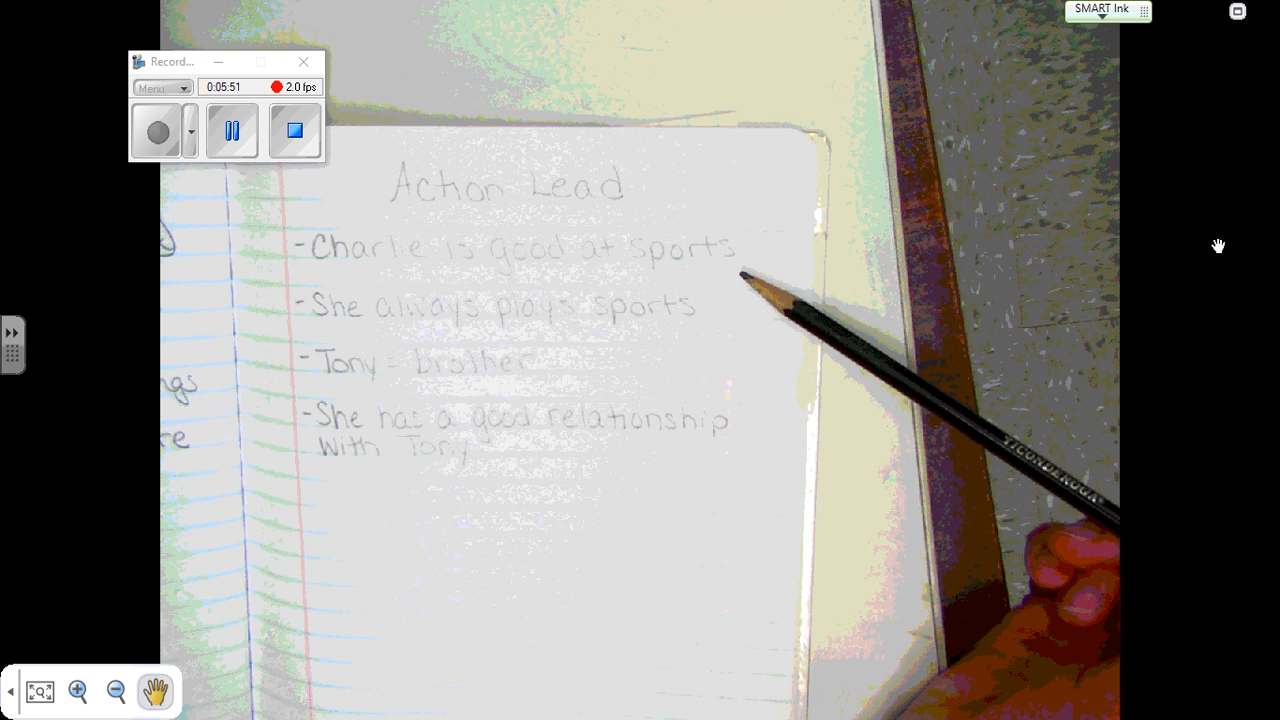 SMART Ink
Record...
Menu
0:05:51
2.0 fps
Action Lead
-Charlie is good at sports
-She always plays sports
-Tony = brother
-She has a good relationship
with Tony
ngs
re
TICONDEROGA